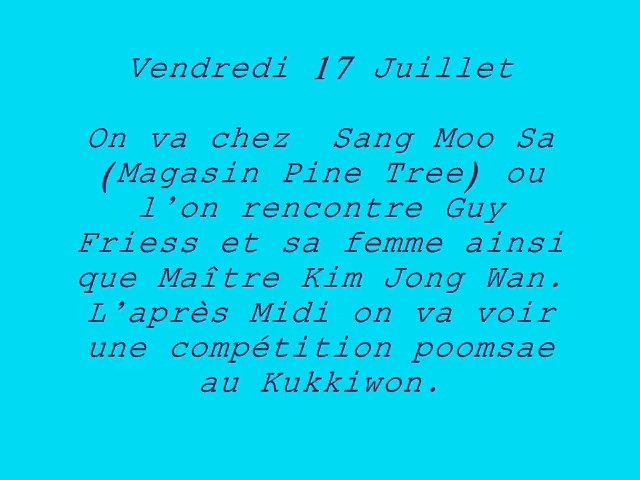 Vendredi 17 Juillet
On va chez  Sang Moo Sa
(Magasin Pine Tree) ou
l’on rencontre Guy
Friess et sa femme ainsi
que Maître Kim Jong Wan.
L’après Midi on va voir
une compétition poomsae
au Kukkiwon.